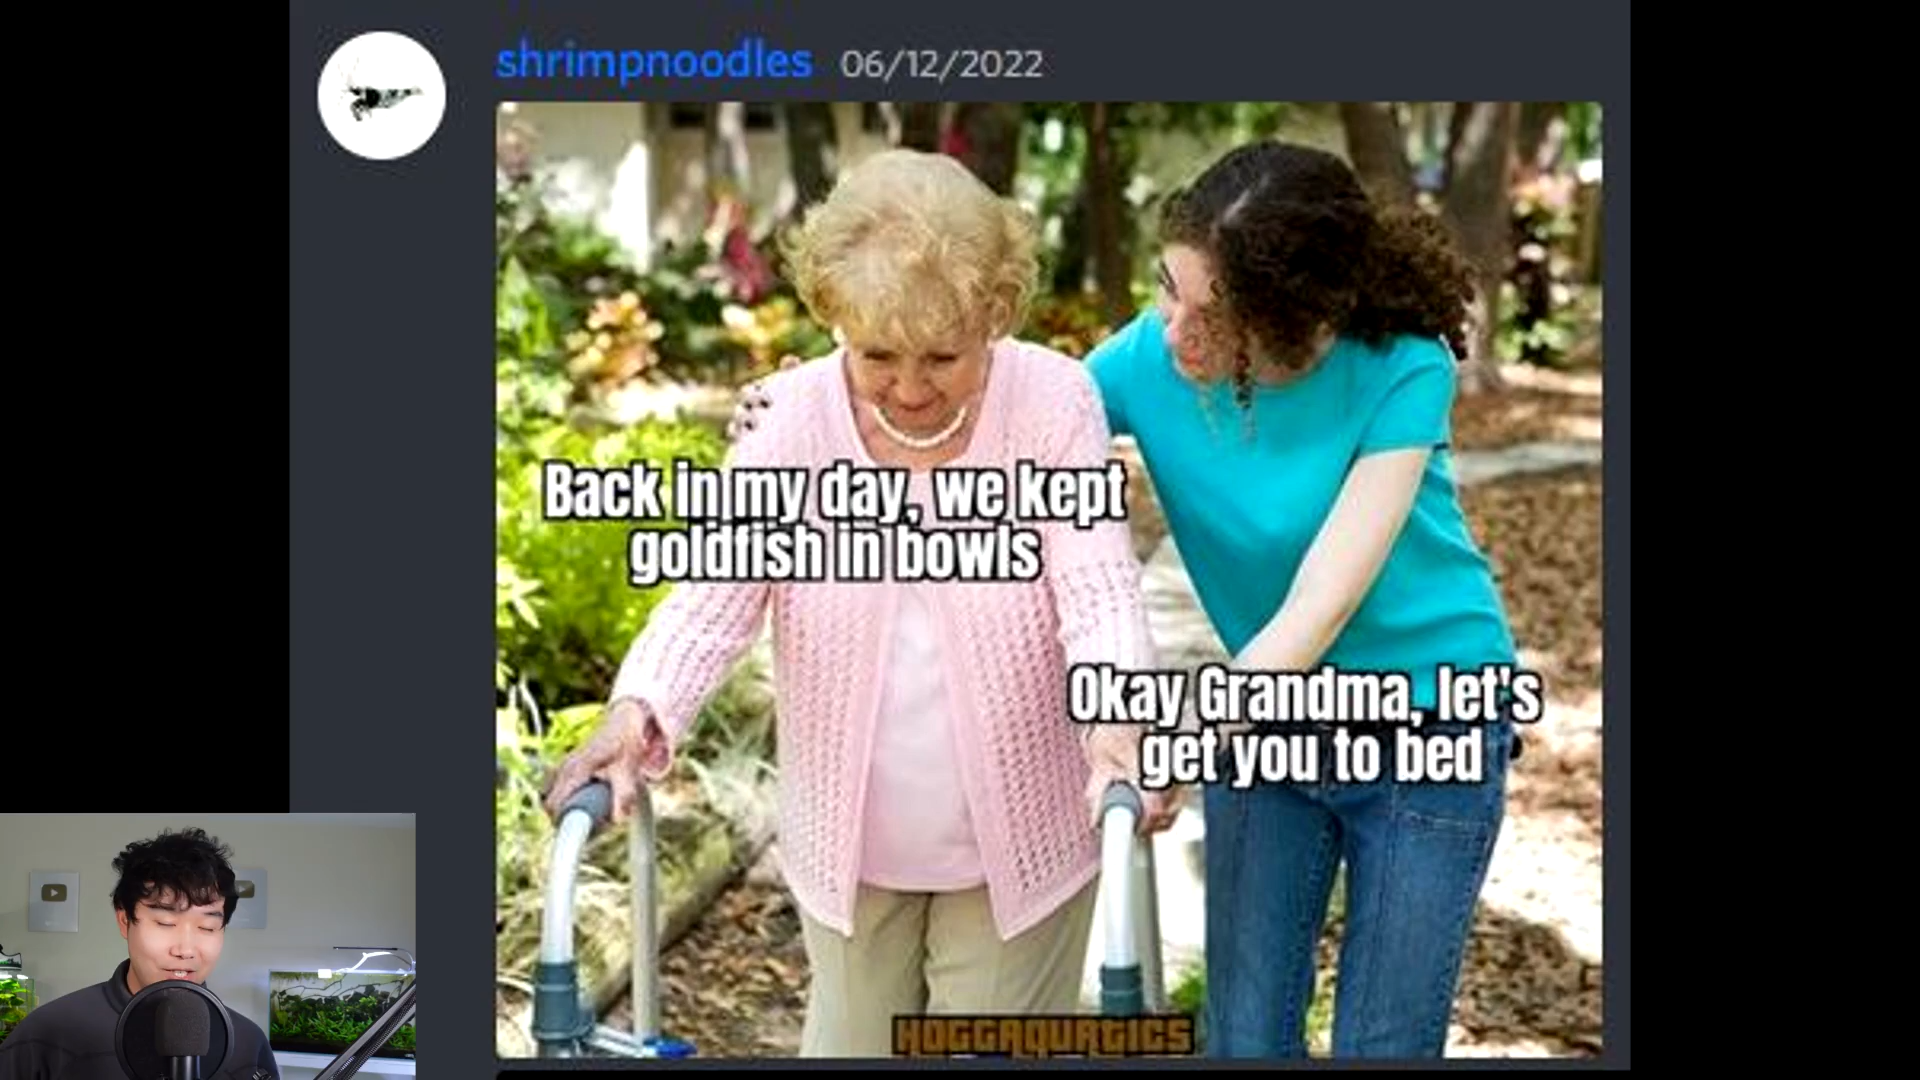 shrimpnoodles 06/12/2022
Back in my day, we kept
goldfish in bowls
Okay Grandma, let's
get you to bed
HOGGAQUATICS